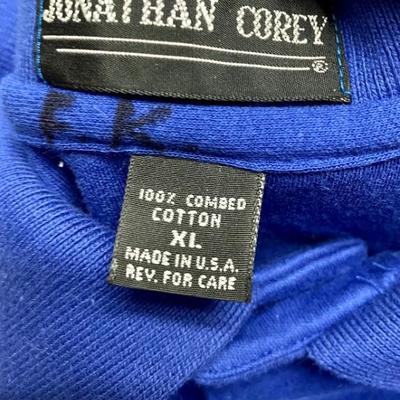 JONATHAN COREY
®
F K
100% COMBED
COTTON
XL
MADE IN U.S.A.
REV. FOR CARE